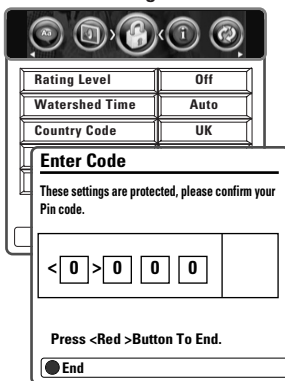 Aa
i
Rating Level Off
Watershed Time Auto
Country Code UK
Enter Code
These settings are protected, please confirm your
Pin code.
< 0 > 0 0 0
Press <Red >Button To End.
End